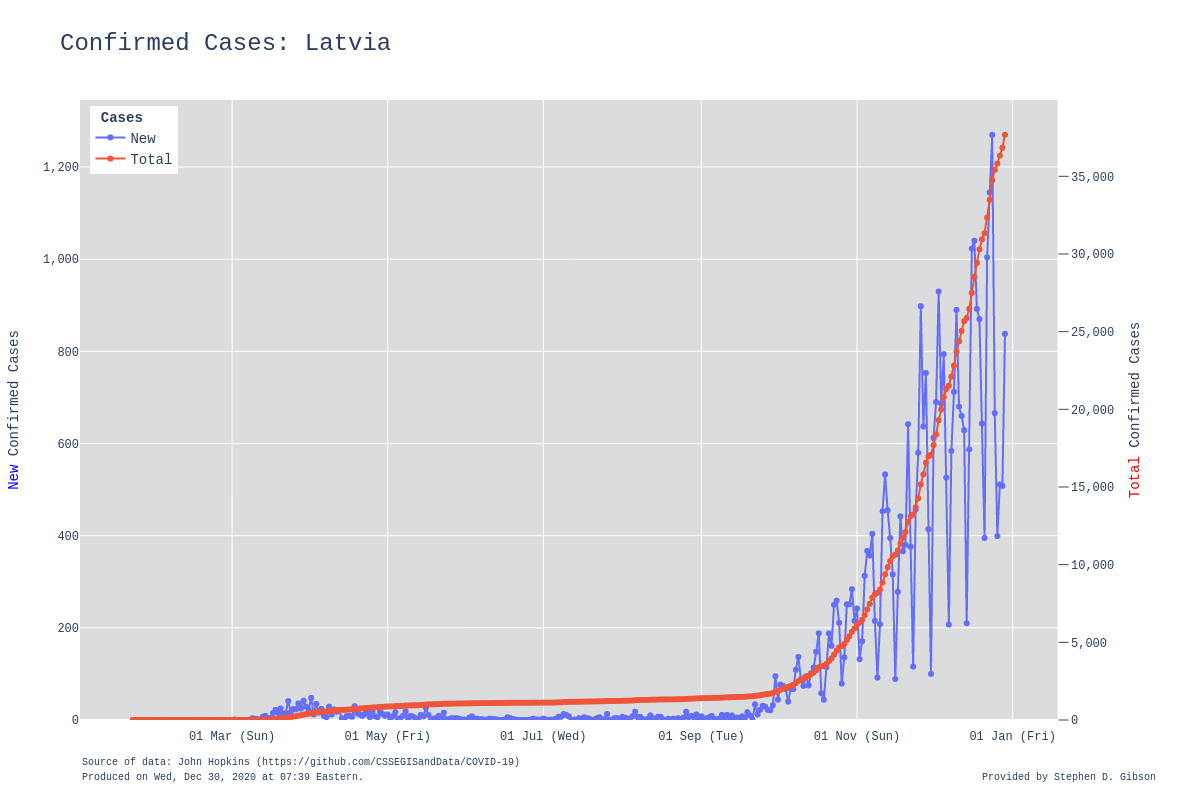 Confirmed Cases: Latvia
Cases
New
Total
1,200
1,000
800
600
400
200
0
35,000
30,000
25,000
20,000
15,000
10,000
5,000
0
New Confirmed Cases
Total Confirmed Cases
01 Mar (Sun)
01 May (Fri)
01 Jul (Wed)
01 Sep (Tue)
01 Nov (Sun)
01 Jan (Fri)
Source of data: John Hopkins (https://github.com/CSSEGISandData/COVID-19)
Produced on Wed, Dec 30, 2020 at 07:39 Eastern.
Provided by Stephen D. Gibson